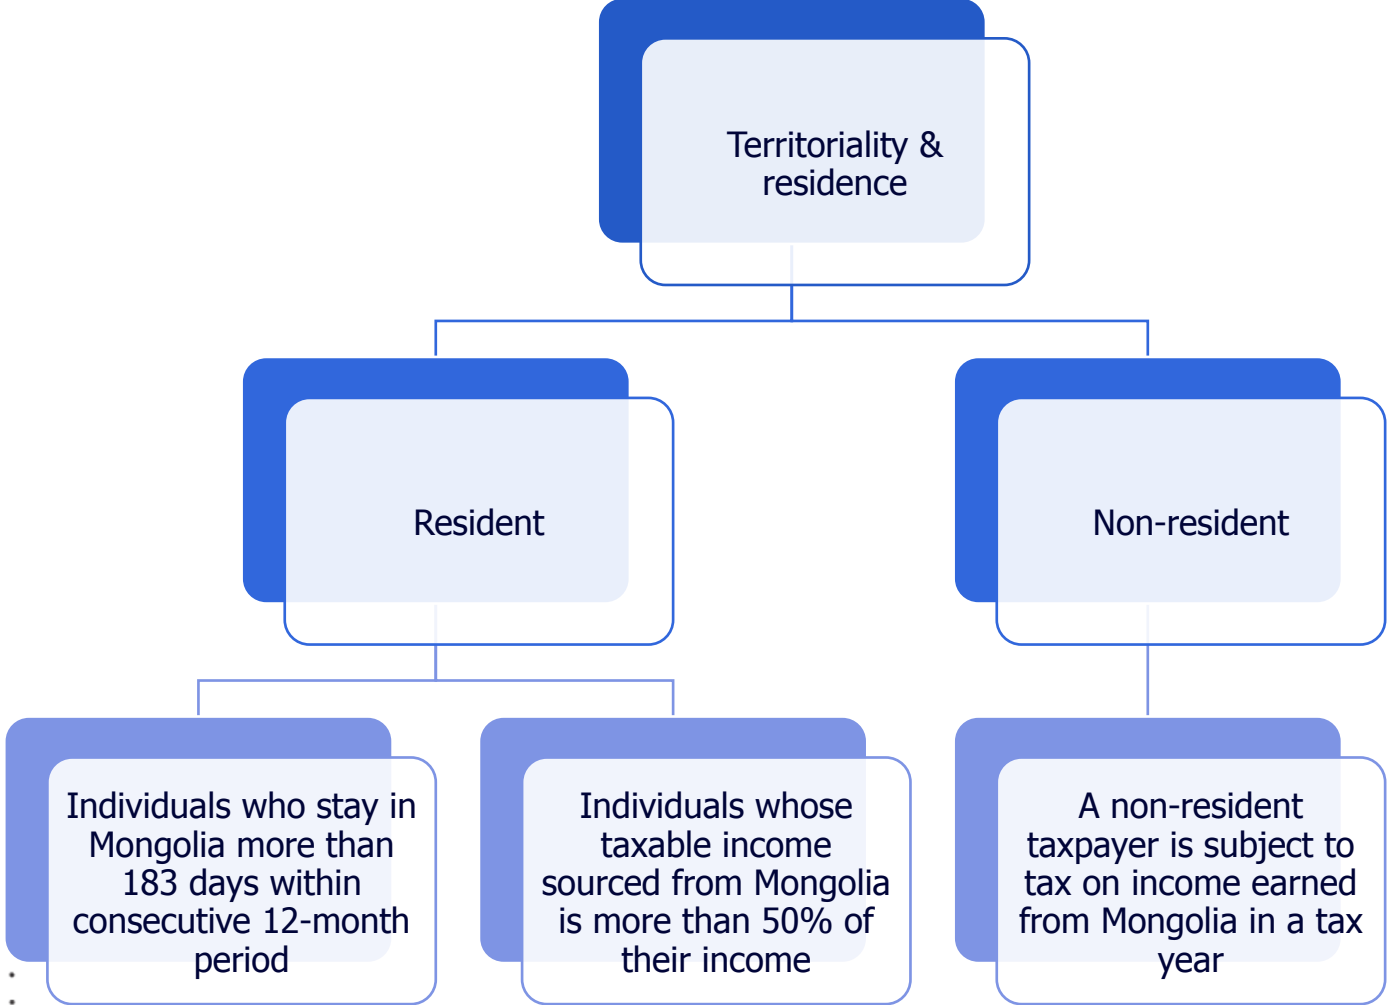 Territoriality &
residence
Resident
Non-resident
Individuals who stay in
Mongolia more than
183 days within
consecutive 12-month
period
Individuals whose
taxable income
sourced from Mongolia
is more than 50% of
their income
A non-resident
taxpayer is subject to
tax on income earned
from Mongolia in a tax
year